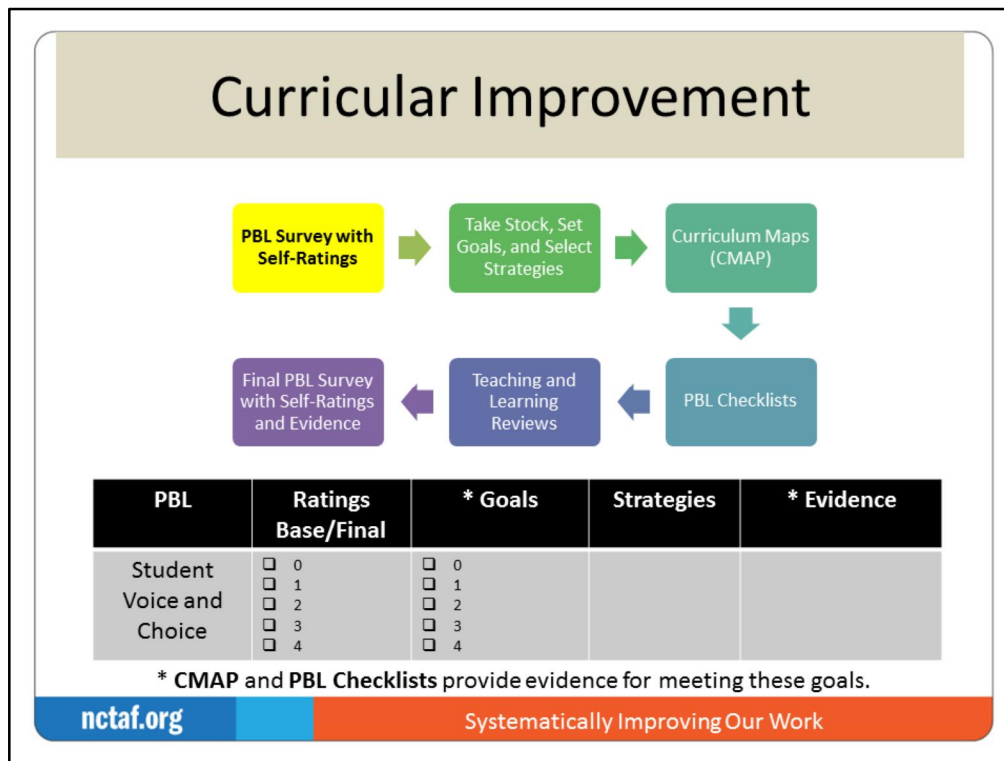 Curricular Improvement
PBL Survey with
Self-Ratings
Take Stock, Set
Goals, and Select
Strategies
Curriculum Maps
(CMAP)
PBL Checklists
Teaching and
Learning
Reviews
Final PBL Survey
with Self-Ratings
and Evidence
PBL
Ratings
Base/Final
* Goals
Strategies
* Evidence
Student
Voice and
Choice
0
1
2
3
4
0
1
2
3
4
* CMAP and PBL Checklists provide evidence for meeting these goals.
nctaf.org
Systematically Improving Our Work